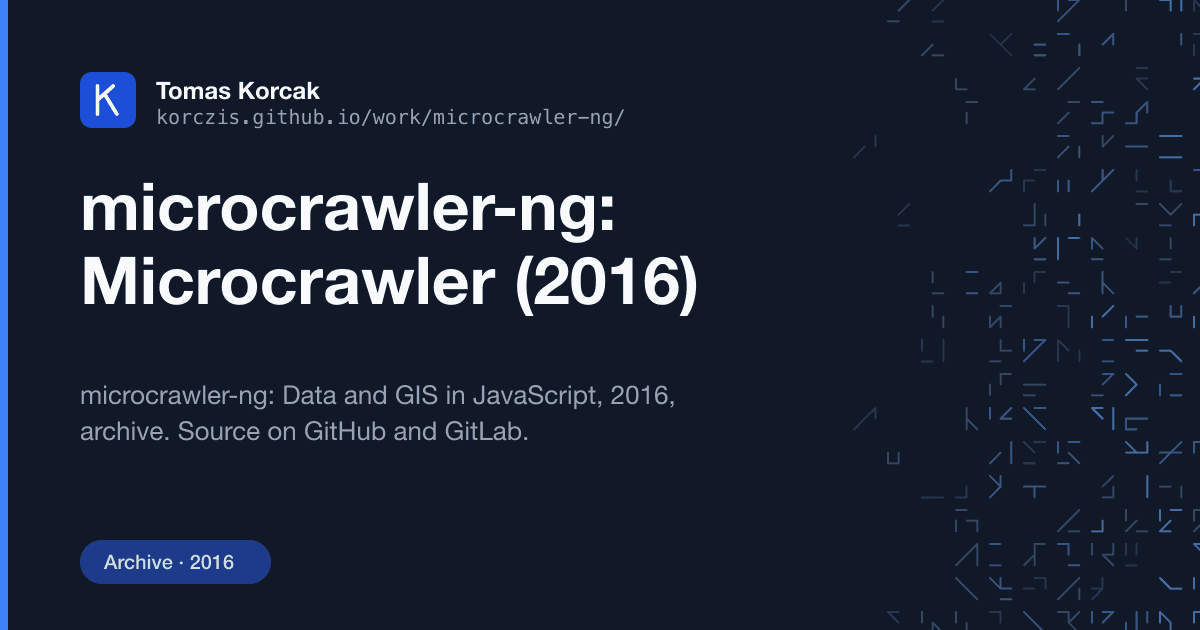 K
Tomas Korcak
korczis.github.io/work/microcrawler-ng/
microcrawler-ng:
Microcrawler (2016)
microcrawler-ng: Data and GIS in JavaScript, 2016,
archive. Source on GitHub and GitLab.
Archive · 2016